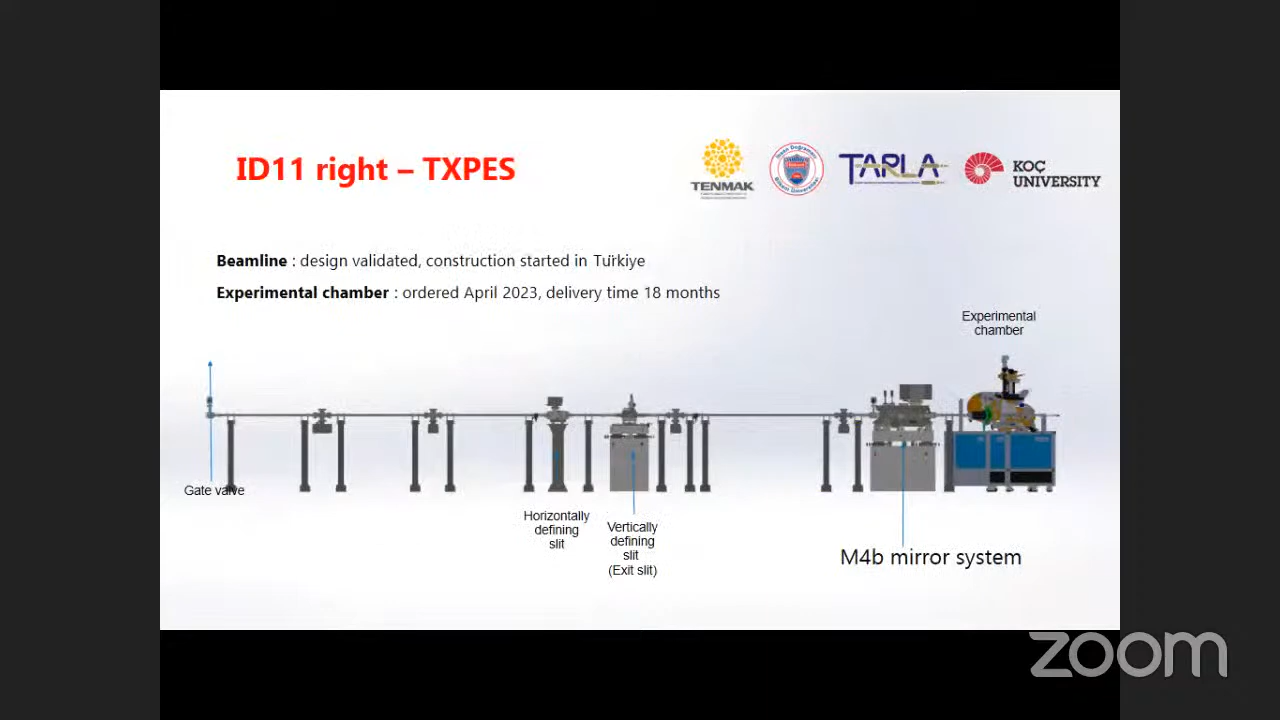 ID11 right – TXPES
TENMAK
TARLA
KOÇ
UNIVERSITY
Beamline : design validated, construction started in Türkiye
Experimental chamber : ordered April 2023, delivery time 18 months
Experimental
chamber
Gate valve
Horizontally
defining
slit
Vertically
defining
slit
(Exit slit)
M4b mirror system
zoom